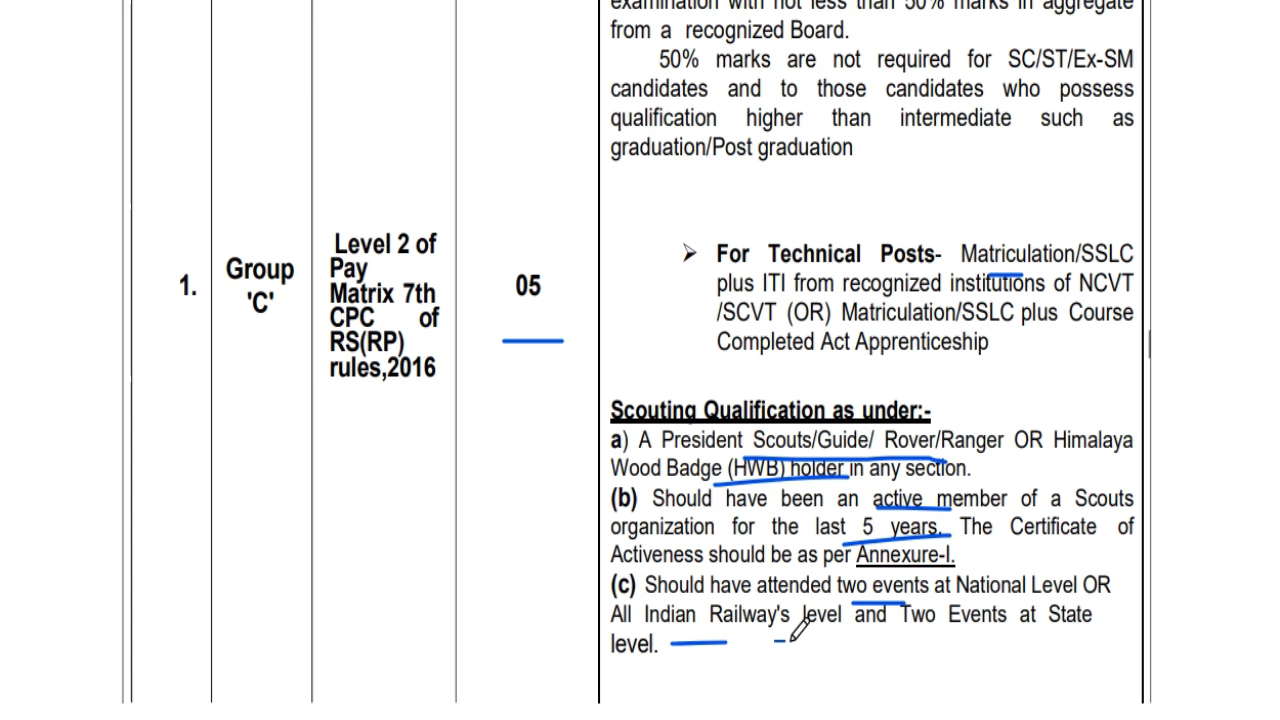 examination with not less than 50% marks in aggregate
from a recognized Board.
50% marks are not required for SC/ST/Ex-SM
candidates and to those candidates who possess
qualification higher than intermediate such as
graduation/Post graduation
1.
Group
'C'
Level 2 of
Pay
Matrix 7th
CPC of
RS(RP)
rules,2016
05
➢ For Technical Posts- Matriculation/SSLC
plus ITI from recognized institutions of NCVT
/SCVT (OR) Matriculation/SSLC plus Course
Completed Act Apprenticeship
Scouting Qualification as under:-
a) A President Scouts/Guide/ Rover/Ranger OR Himalaya
Wood Badge (HWB) holder in any section.
(b) Should have been an active member of a Scouts
organization for the last 5 years. The Certificate of
Activeness should be as per Annexure-I.
(c) Should have attended two events at National Level OR
All Indian Railway's level and Two Events at State
level.